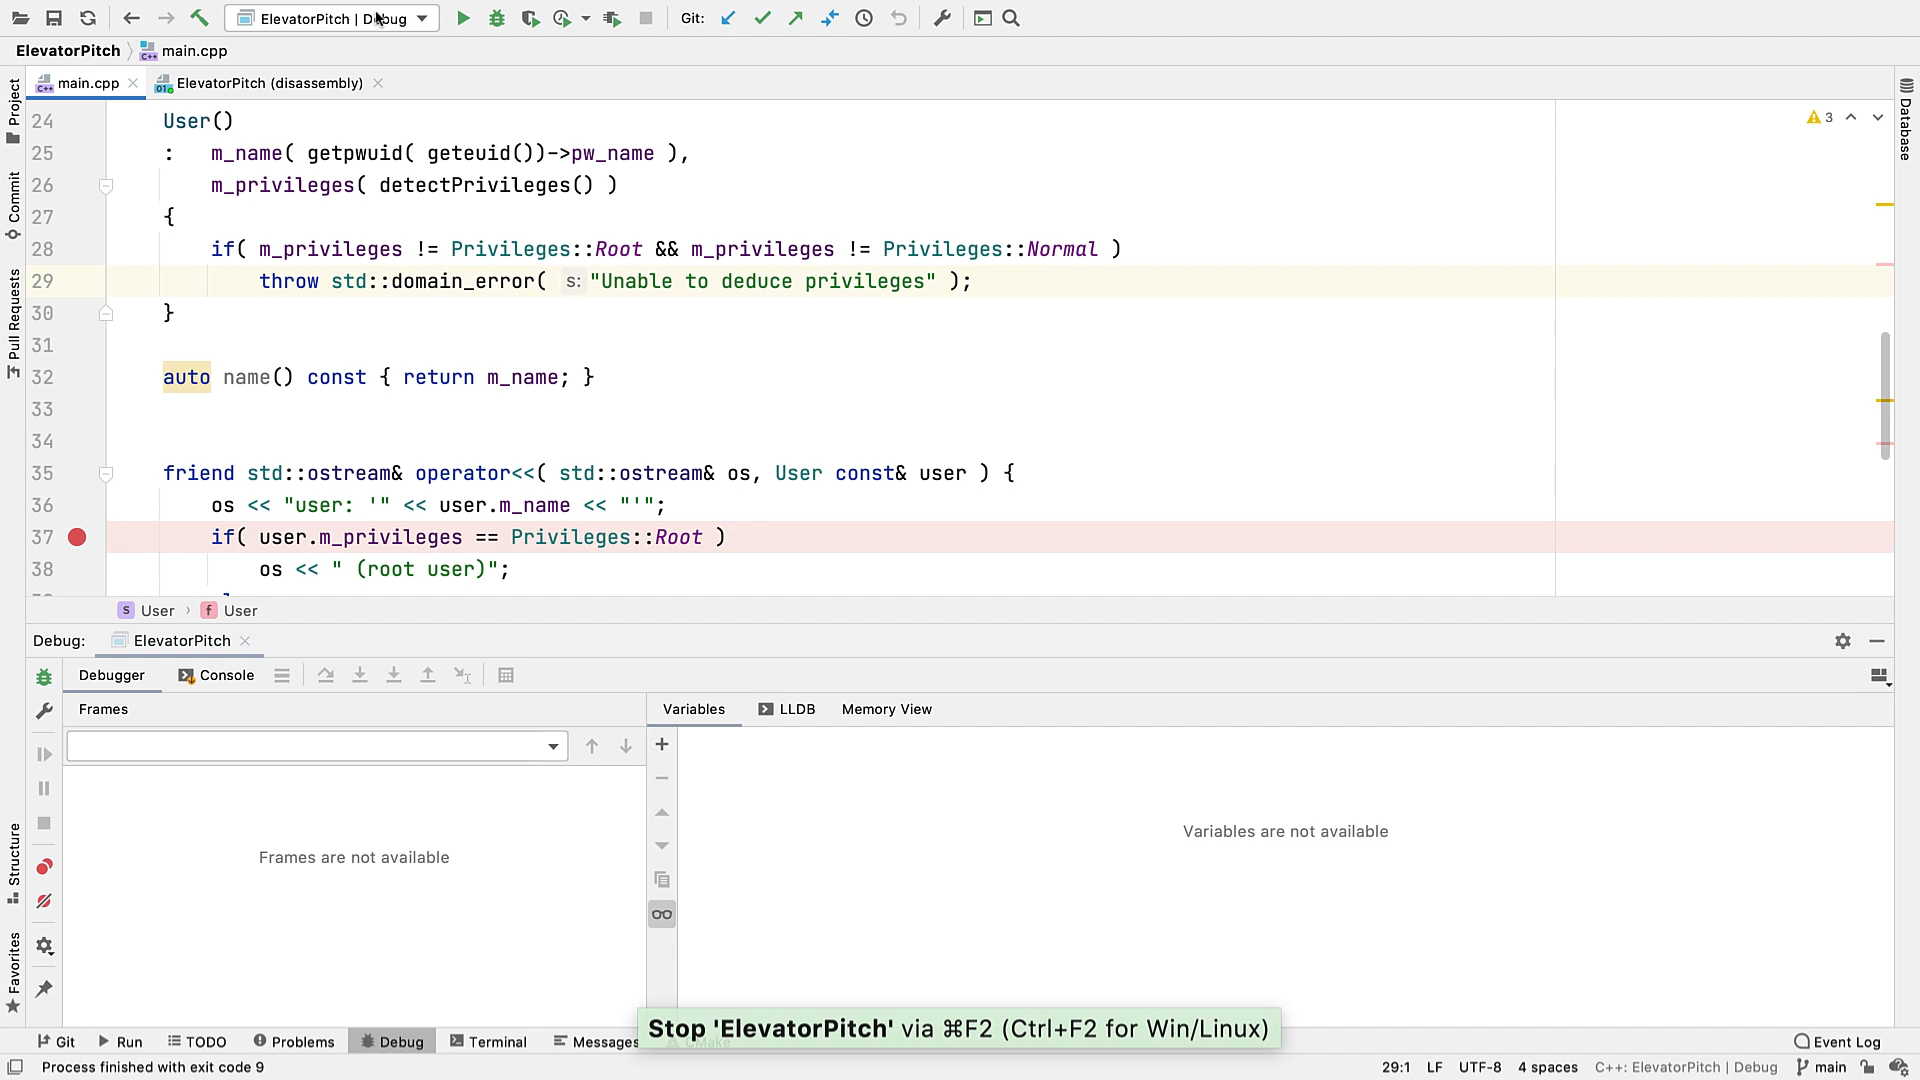 ElevatorPitch | Debug
Git:
ElevatorPitch
main.cpp
main.cpp
ElevatorPitch (disassembly)
Project
Commit
Pull Requests
Structure
Favorites
Database
3
24 User()
25 : m_name( getpwuid( geteuid())->pw_name ),
26 m_privileges( detectPrivileges() )
27 {
28 if( m_privileges != Privileges::Root && m_privileges != Privileges::Normal )
29 throw std::domain_error( s: "Unable to deduce privileges" );
30 }
31
32 auto name() const { return m_name; }
33
34
35 friend std::ostream& operator<<( std::ostream& os, User const& user ) {
36 os << "user: '" << user.m_name << "'";
37 if( user.m_privileges == Privileges::Root )
38 os << " (root user)";
S User › f User
Debug: ElevatorPitch
Debugger Console
Frames
Variables LLDB Memory View
Frames are not available
Variables are not available
Stop 'ElevatorPitch' via ⌘F2 (Ctrl+F2 for Win/Linux)
Git Run TODO Problems Debug Terminal Messages CMake Event Log
Process finished with exit code 9
29:1 LF UTF-8 4 spaces C++: ElevatorPitch | Debug main